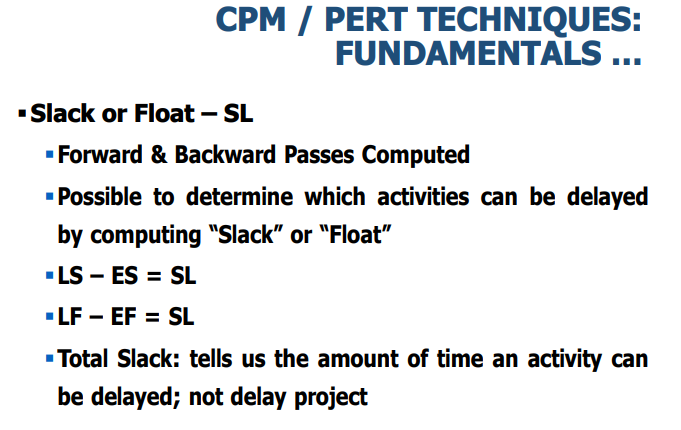 CPM / PERT TECHNIQUES:
FUNDAMENTALS ...
▪Slack or Float – SL
▪Forward & Backward Passes Computed
▪Possible to determine which activities can be delayed
by computing “Slack” or “Float”
▪LS – ES = SL
▪LF – EF = SL
▪Total Slack: tells us the amount of time an activity can
be delayed; not delay project